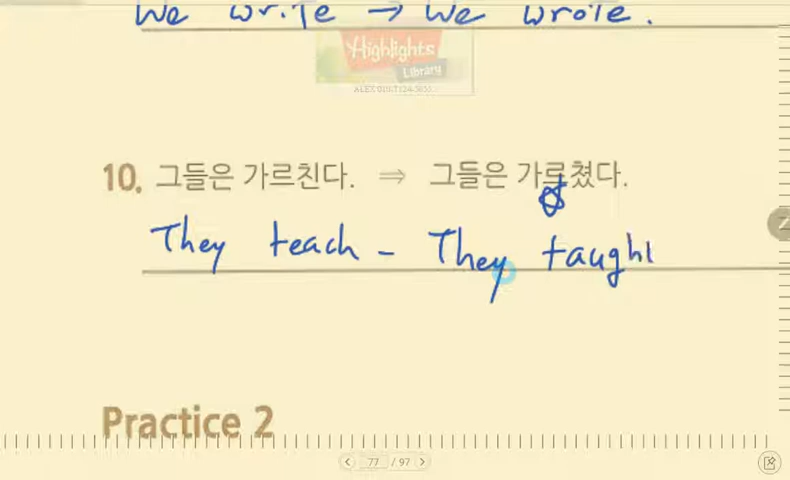 We write → We wrote.
Highlights
Library
10. 그들은 가르친다. ⇒ 그들은 가르쳤다.
They teach - They taught
Practice 2
77 / 97